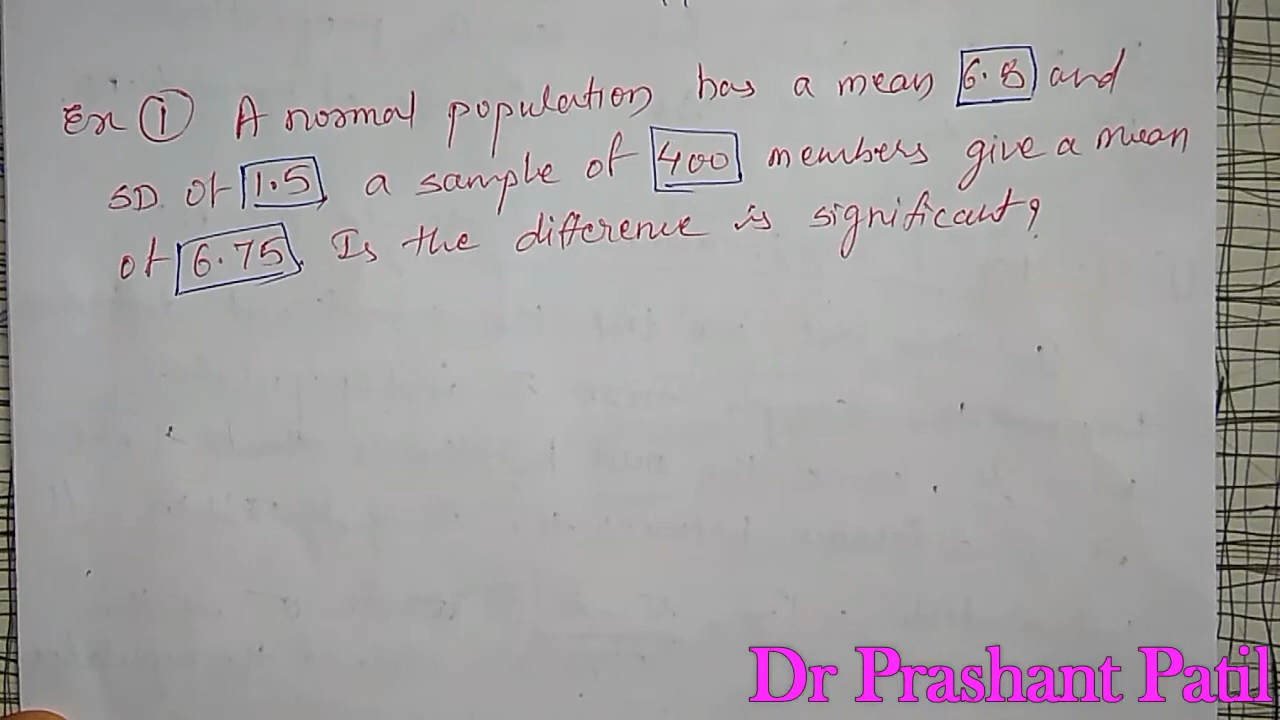 Ex ① A normal population has a mean 6.8 and
SD of 1.5, a sample of 400 members give a mean
of 6.75. Is the difference is significant?
Dr Prashant Patil